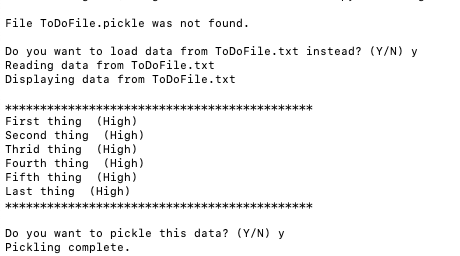 File ToDoFile.pickle was not found.
Do you want to load data from ToDoFile.txt instead? (Y/N) y
Reading data from ToDoFile.txt
Displaying data from ToDoFile.txt
********************************************
First thing  (High)
Second thing  (High)
Thrid thing  (High)
Fourth thing  (High)
Fifth thing  (High)
Last thing  (High)
********************************************
Do you want to pickle this data? (Y/N) y
Pickling complete.